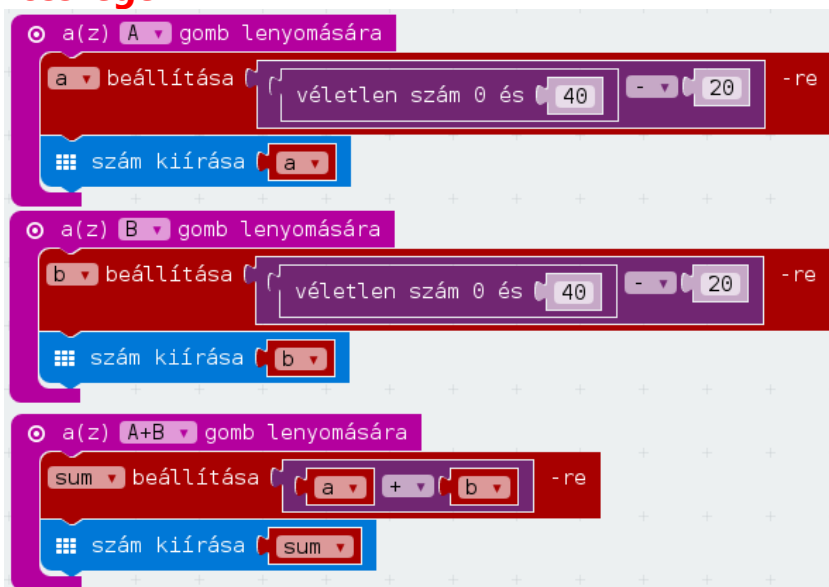 a(z) A gomb lenyomására
a beállítása véletlen szám 0 és 40 - 20 -re
szám kiírása a
a(z) B gomb lenyomására
b beállítása véletlen szám 0 és 40 - 20 -re
szám kiírása b
a(z) A+B gomb lenyomására
sum beállítása a + b -re
szám kiírása sum